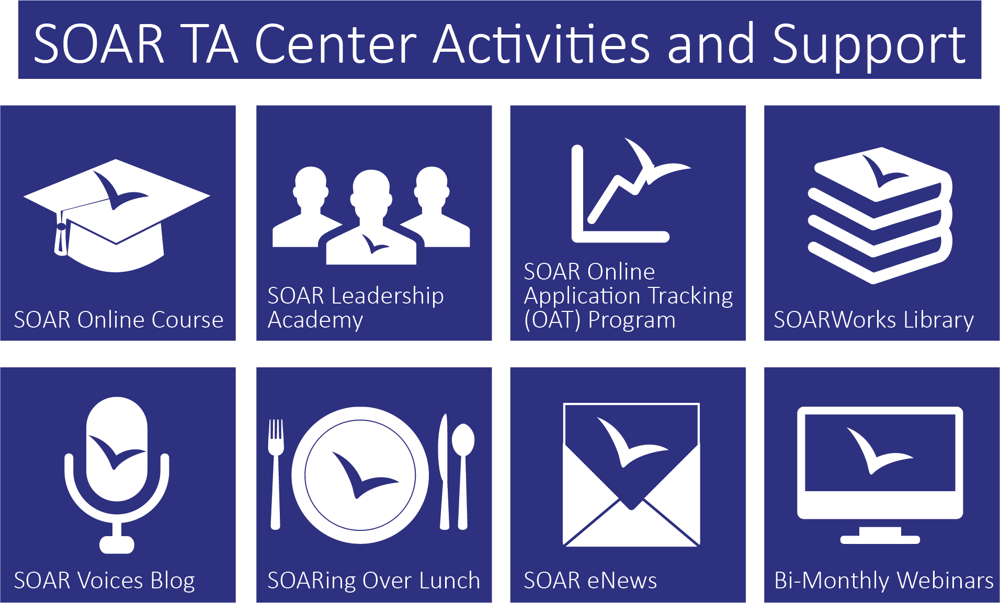 SOAR TA Center Activities and Support
SOAR Online Course
SOAR Leadership
Academy
SOAR Online
Application Tracking
(OAT) Program
SOARWorks Library
SOAR Voices Blog
SOARing Over Lunch
SOAR eNews
Bi-Monthly Webinars